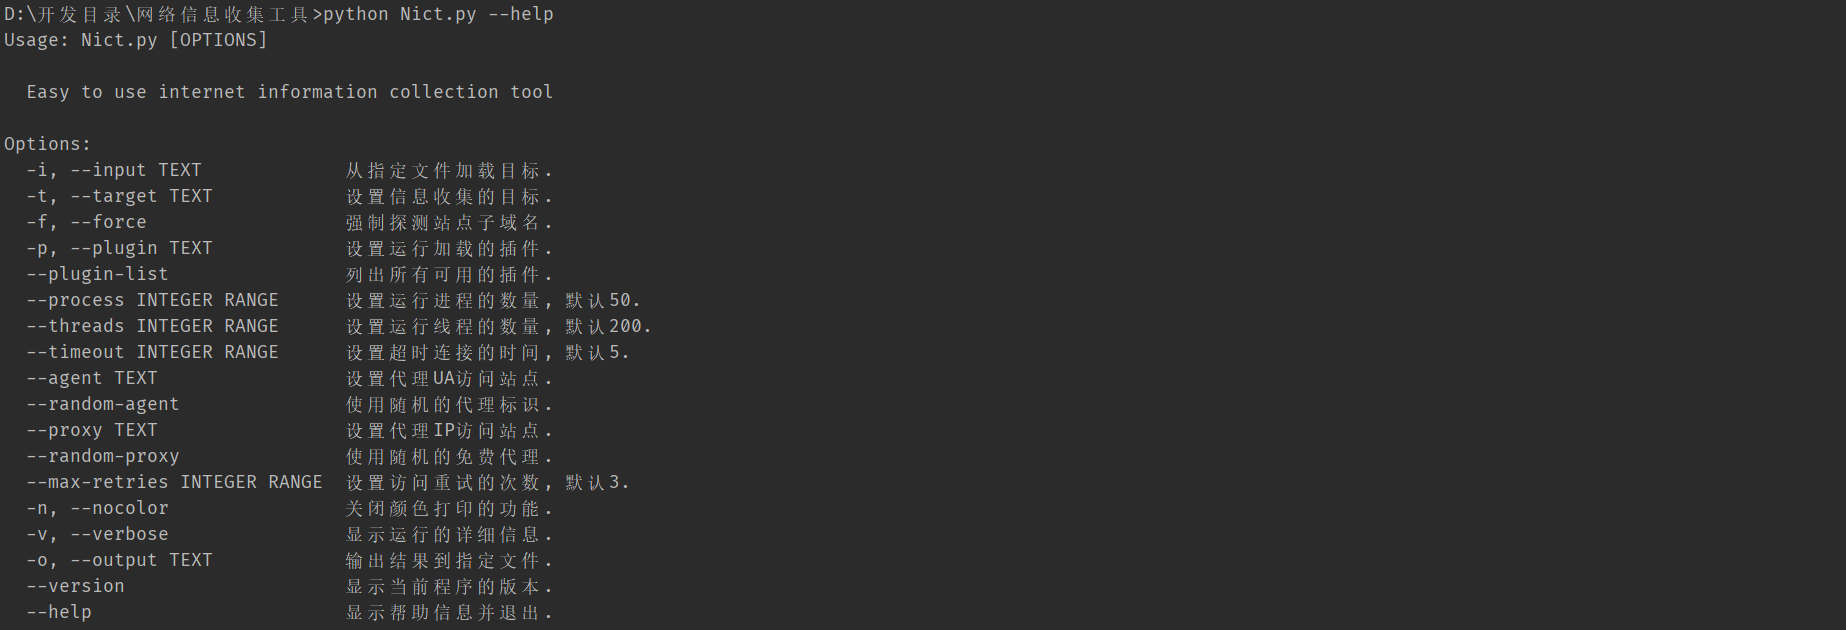 D:\开发目录\网络信息收集工具>python Nict.py --help
Usage: Nict.py [OPTIONS]
Easy to use internet information collection tool
Options:
-i, --input TEXT 从指定文件加载目标.
-t, --target TEXT 设置信息收集的目标.
-f, --force 强制探测站点子域名.
-p, --plugin TEXT 设置运行加载的插件.
--plugin-list 列出所有可用的插件.
--process INTEGER RANGE 设置运行进程的数量, 默认50.
--threads INTEGER RANGE 设置运行线程的数量, 默认200.
--timeout INTEGER RANGE 设置超时连接的时间, 默认5.
--agent TEXT 设置代理UA访问站点.
--random-agent 使用随机的代理标识.
--proxy TEXT 设置代理IP访问站点.
--random-proxy 使用随机的免费代理.
--max-retries INTEGER RANGE 设置访问重试的次数, 默认3.
-n, --nocolor 关闭颜色打印的功能.
-v, --verbose 显示运行的详细信息.
-o, --output TEXT 输出结果到指定文件.
--version 显示当前程序的版本.
--help 显示帮助信息并退出.